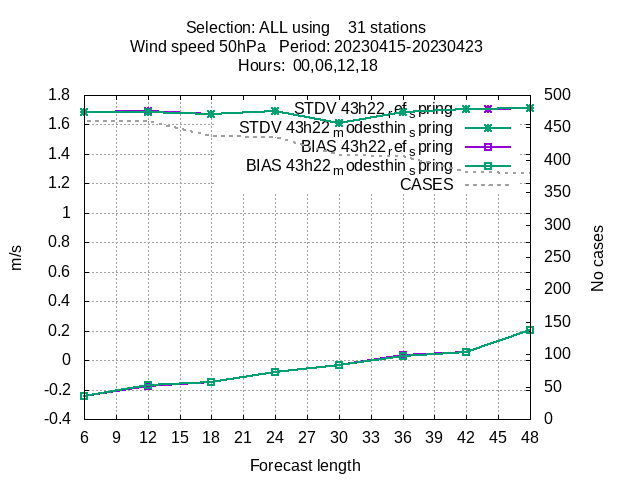 Selection: ALL using    31 stations
Wind speed 50hPa   Period: 20230415-20230423
Hours:  00,06,12,18
1.8
1.6
1.4
1.2
1
0.8
0.6
0.4
0.2
0
-0.2
-0.4
m/s
STDV 43h22_ref_spring
STDV 43h22_modesthin_spring
BIAS 43h22_ref_spring
BIAS 43h22_modesthin_spring
CASES
500
450
400
350
300
250
200
150
100
50
0
No cases
6 9 12 15 18 21 24 27 30 33 36 39 42 45 48
Forecast length